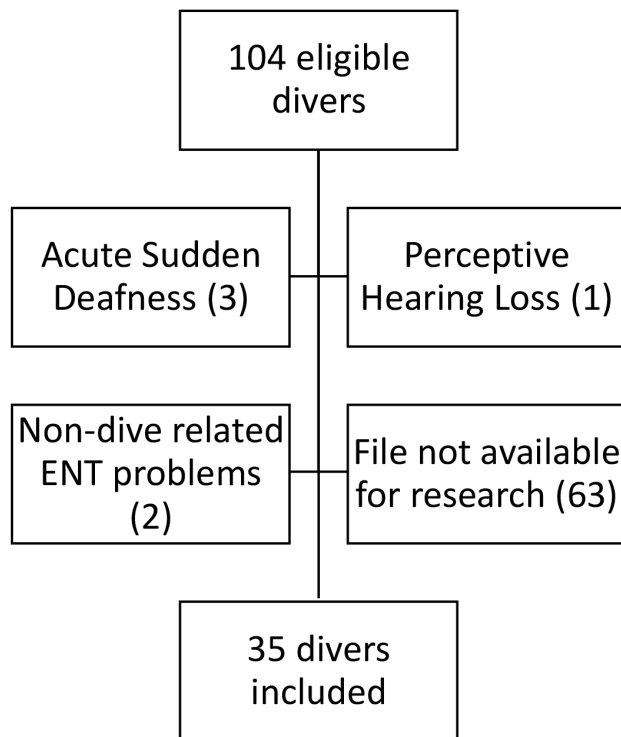 104 eligible
divers
Acute Sudden
Deafness (3)
Perceptive
Hearing Loss (1)
Non-dive related
ENT problems
(2)
File not available
for research (63)
35 divers
included